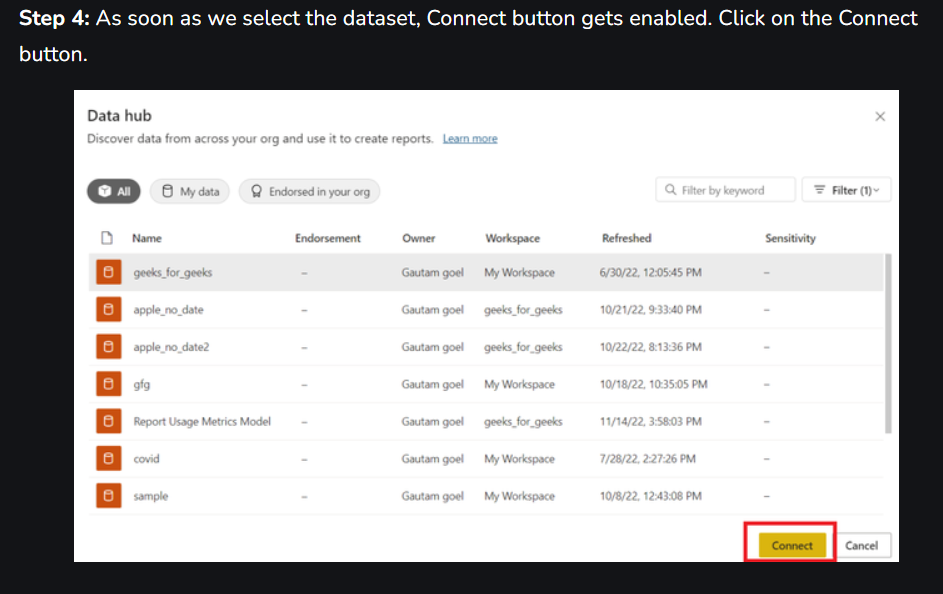 Step 4: As soon as we select the dataset, Connect button gets enabled. Click on the Connect
button.
Data hub
Discover data from across your org and use it to create reports. Learn more
All My data Endorsed in your org Filter by keyword Filter (1)
Name Endorsement Owner Workspace Refreshed Sensitivity
geeks_for_geeks – Gautam goel My Workspace 6/30/22, 12:05:45 PM –
apple_no_date – Gautam goel geeks_for_geeks 10/21/22, 9:33:40 PM –
apple_no_date2 – Gautam goel geeks_for_geeks 10/22/22, 8:13:36 PM –
gfg – Gautam goel My Workspace 10/18/22, 10:35:05 PM –
Report Usage Metrics Model – Gautam goel geeks_for_geeks 11/14/22, 3:58:03 PM –
covid – Gautam goel My Workspace 7/28/22, 2:27:26 PM –
sample – Gautam goel My Workspace 10/8/22, 12:43:08 PM –
Connect Cancel